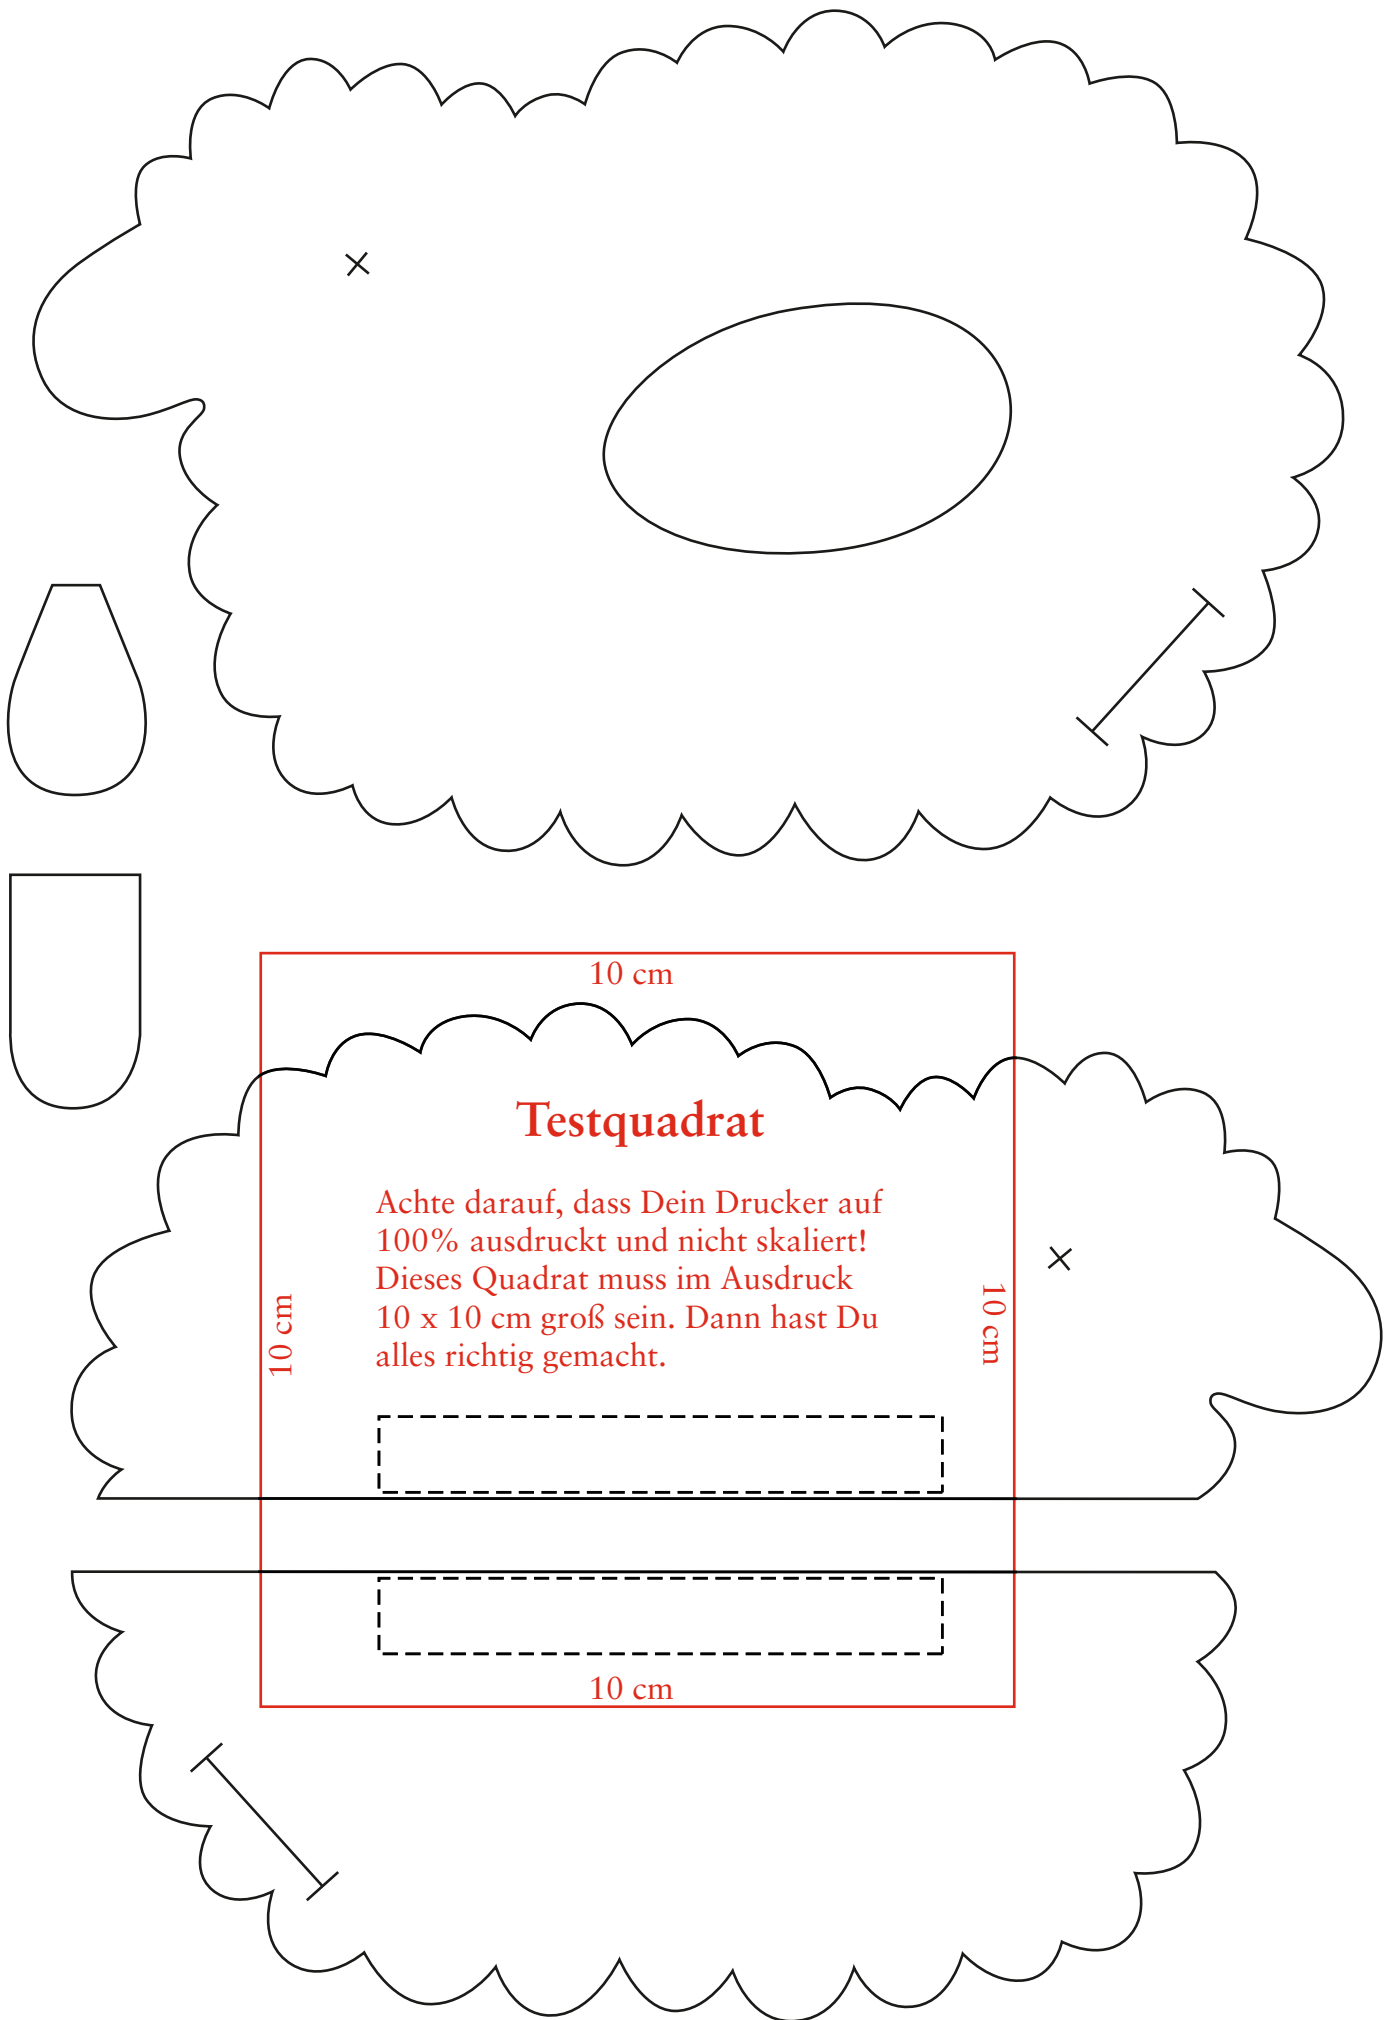 10 cm
Testquadrat
Achte darauf, dass Dein Drucker auf
100% ausdruckt und nicht skaliert!
Dieses Quadrat muss im Ausdruck
10 x 10 cm groß sein. Dann hast Du
alles richtig gemacht.
10 cm
10 cm
10 cm